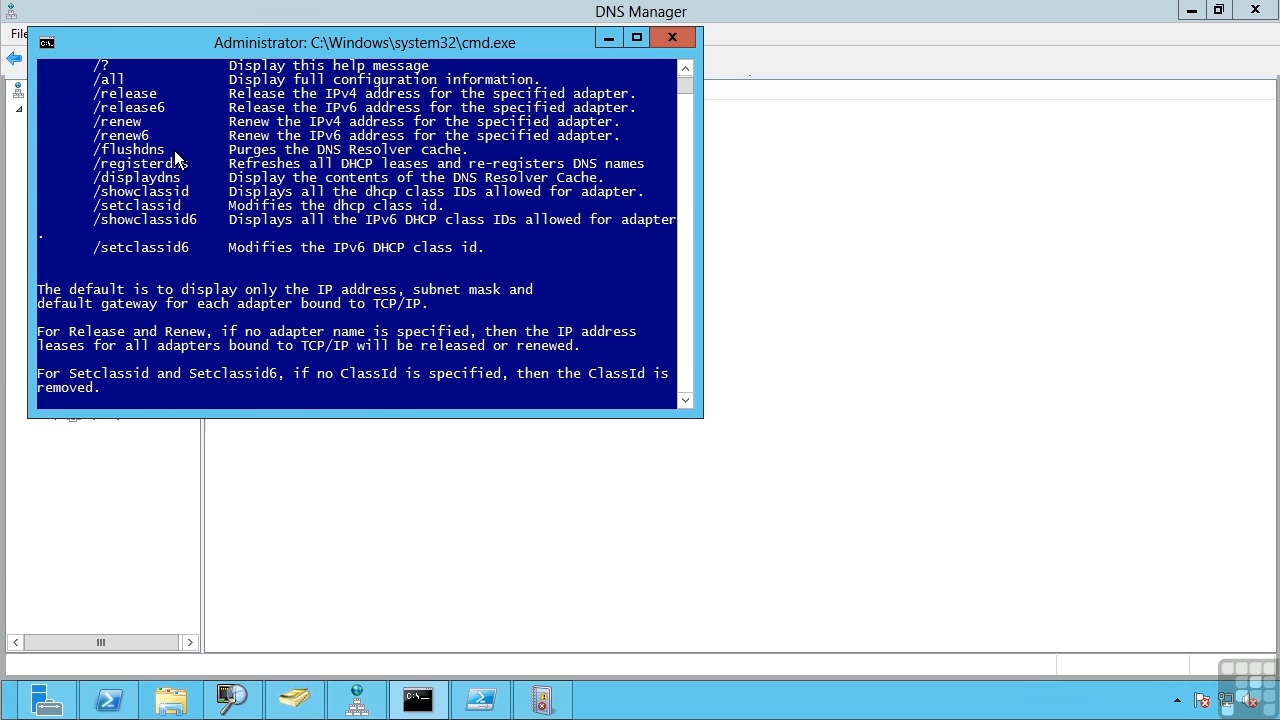 DNS Manager
File
Administrator: C:\Windows\system32\cmd.exe
/? Display this help message
/all Display full configuration information.
/release Release the IPv4 address for the specified adapter.
/release6 Release the IPv6 address for the specified adapter.
/renew Renew the IPv4 address for the specified adapter.
/renew6 Renew the IPv6 address for the specified adapter.
/flushdns Purges the DNS Resolver cache.
/registerdns Refreshes all DHCP leases and re-registers DNS names
/displaydns Display the contents of the DNS Resolver Cache.
/showclassid Displays all the dhcp class IDs allowed for adapter.
/setclassid Modifies the dhcp class id.
/showclassid6 Displays all the IPv6 DHCP class IDs allowed for adapter
.
/setclassid6 Modifies the IPv6 DHCP class id.
The default is to display only the IP address, subnet mask and
default gateway for each adapter bound to TCP/IP.
For Release and Renew, if no adapter name is specified, then the IP address
leases for all adapters bound to TCP/IP will be released or renewed.
For Setclassid and Setclassid6, if no ClassId is specified, then the ClassId is
removed.